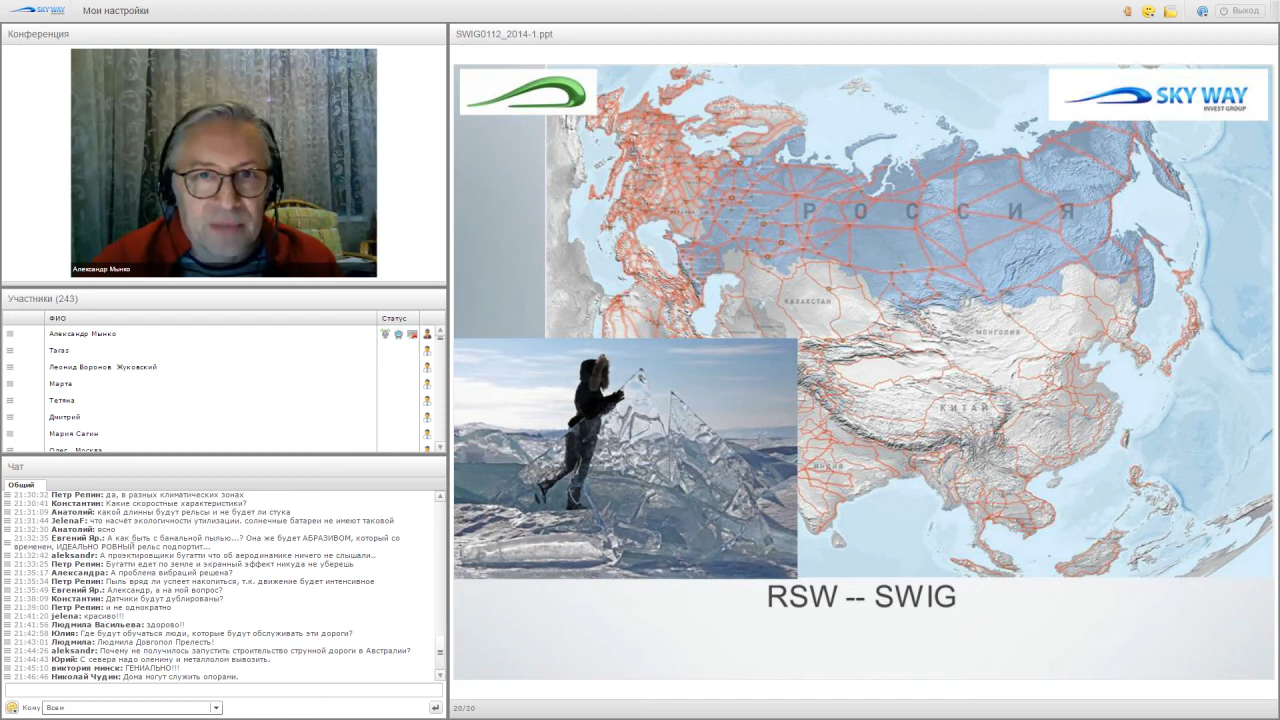 SKY WAY
Мои настройки
Выход
Конференция
Александр Мынко
Участники (243)
ФИО
Статус
Александр Мынко
Taras
Леонид Воронов Жуковский
Марта
Тетяна
Дмитрий
Мария Сагин
Олег Москва
Чат
Общий
21:30:32 Петр Репин: да, в разных климатических зонах
21:30:41 Константин: Какие скоростные характеристики?
21:31:09 Анатолий: какой длинны будут рельсы и не будет ли стука
21:31:44 JelenaF: что насчёт экологичности утилизации. солнечные батареи не имеют таковой
21:32:30 Анатолий: ясно
21:32:35 Евгений Яр.: А как быть с банальной пылью...? Она же будет АБРАЗИВОМ, который со
временем, ИДЕАЛЬНО РОВНЫЙ рельс подпортит...
21:32:42 aleksandr: А проэктировщики бугатти что об аеродинамике ничего не слышали..
21:33:25 Петр Репин: Бугатти едет по земле и экранный эффект никуда не уберешь
21:35:17 Александра: А проблема вибраций решена?
21:35:34 Петр Репин: Пыль вряд ли успеет накопиться, т.к. движение будет интенсивное
21:35:49 Евгений Яр.: Александр, а на мой вопрос?
21:38:09 Константин: Датчики будут дублированы?
21:39:00 Петр Репин: и не однократно
21:41:20 jelena: красиво!!!
21:41:56 Людмила Васильева: здорово!!
21:42:58 Юлия: Где будут обучаться люди, которые будут обслуживать эти дороги?
21:43:01 Людмила: Людмила Довгопол Прелесть!
21:44:26 aleksandr: Почему не получилось запустить строительство струнной дороги в Австралии?
21:44:43 Юрий: С севера надо оленину и металлолом вывозить.
21:45:10 виктория минск: ГЕНИАЛЬНО!!!
21:46:46 Николай Чудин: Дома могут служить опорами.
Кому
Всем
SWIG0112_2014-1.ppt
SKY WAY
INVEST GROUP
РОССИЯ
КАЗАХСТАН
МОНГОЛИЯ
КИТАЙ
ИНДИЯ
RSW -- SWIG
20/20